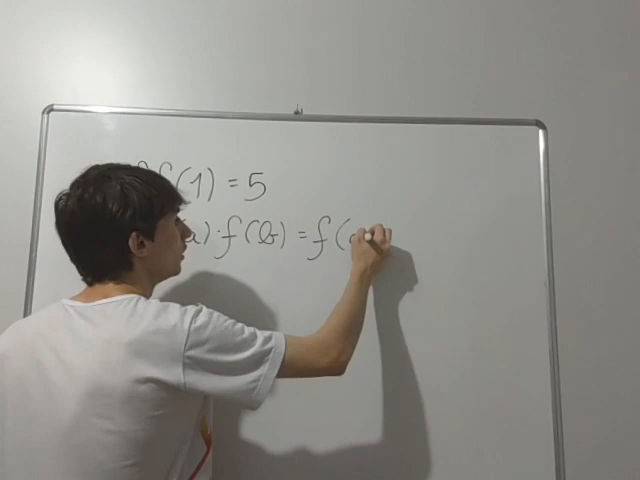 f(1) = 5
a)·f(b) = f(